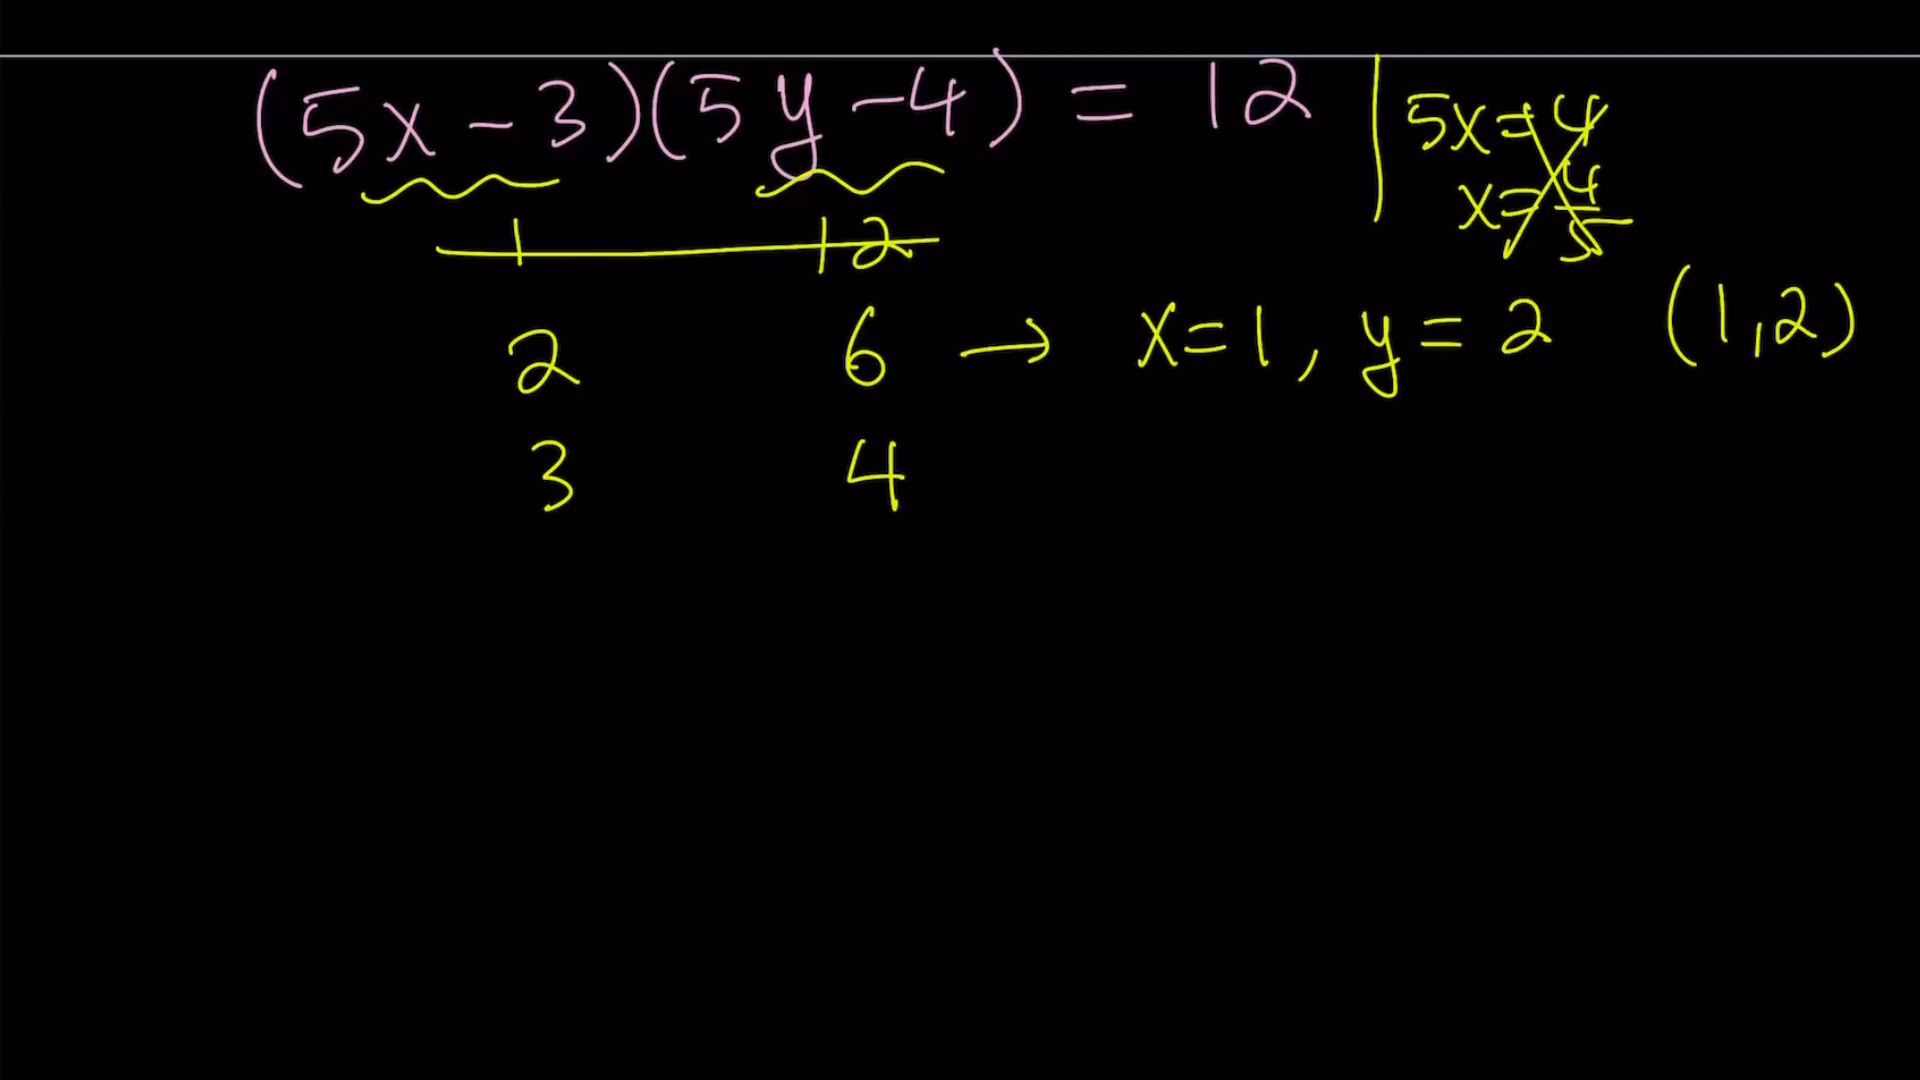 (5x-3)(5y-4) = 12 | 5x=4
x=4/5
1 12
2 6 → x=1, y=2 (1,2)
3 4